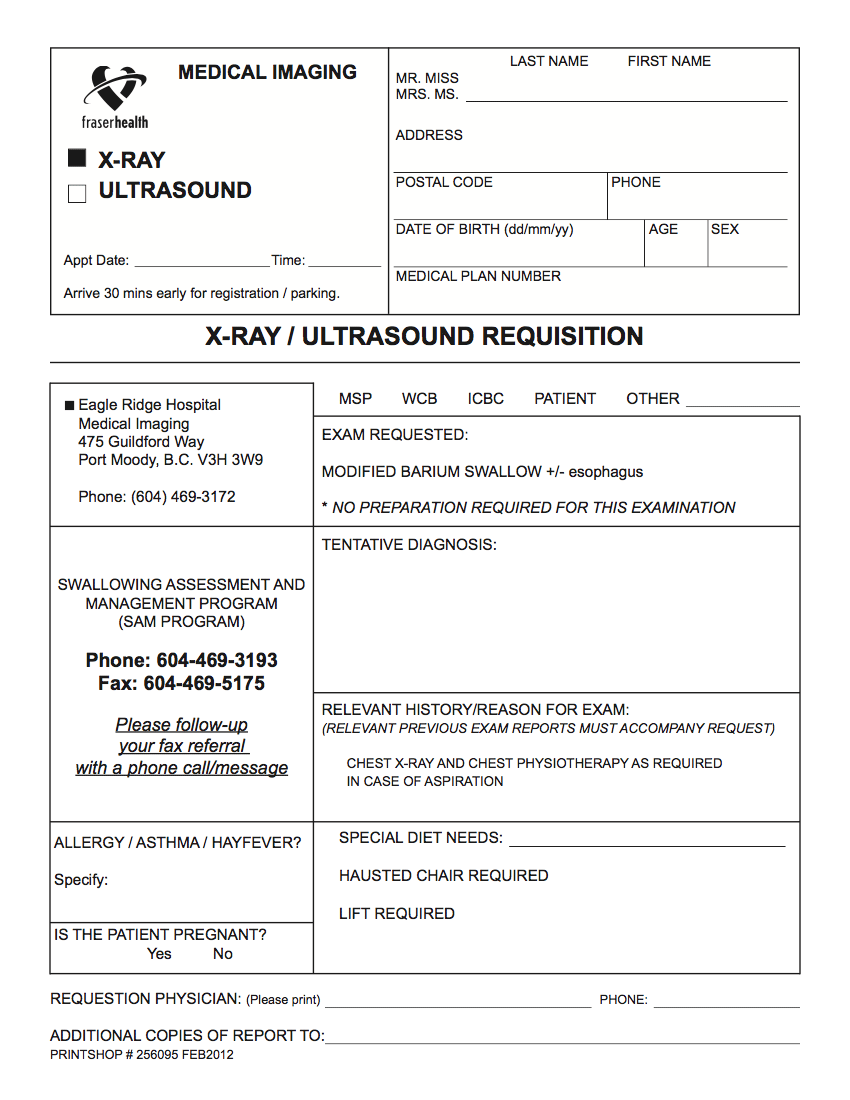 MEDICAL IMAGING
fraserhealth
X-RAY
ULTRASOUND
Appt Date: Time:
Arrive 30 mins early for registration / parking.
LAST NAME FIRST NAME
MR. MISS
MRS. MS.
ADDRESS
POSTAL CODE PHONE
DATE OF BIRTH (dd/mm/yy) AGE SEX
MEDICAL PLAN NUMBER
X-RAY / ULTRASOUND REQUISITION
Eagle Ridge Hospital
Medical Imaging
475 Guildford Way
Port Moody, B.C. V3H 3W9
Phone: (604) 469-3172
MSP WCB ICBC PATIENT OTHER
EXAM REQUESTED:
MODIFIED BARIUM SWALLOW +/- esophagus
* NO PREPARATION REQUIRED FOR THIS EXAMINATION
SWALLOWING ASSESSMENT AND
MANAGEMENT PROGRAM
(SAM PROGRAM)
Phone: 604-469-3193
Fax: 604-469-5175
Please follow-up
your fax referral
with a phone call/message
TENTATIVE DIAGNOSIS:
RELEVANT HISTORY/REASON FOR EXAM:
(RELEVANT PREVIOUS EXAM REPORTS MUST ACCOMPANY REQUEST)
CHEST X-RAY AND CHEST PHYSIOTHERAPY AS REQUIRED
IN CASE OF ASPIRATION
ALLERGY / ASTHMA / HAYFEVER?
Specify:
IS THE PATIENT PREGNANT?
Yes No
SPECIAL DIET NEEDS:
HAUSTED CHAIR REQUIRED
LIFT REQUIRED
REQUESTION PHYSICIAN: (Please print) PHONE:
ADDITIONAL COPIES OF REPORT TO:
PRINTSHOP # 256095 FEB2012